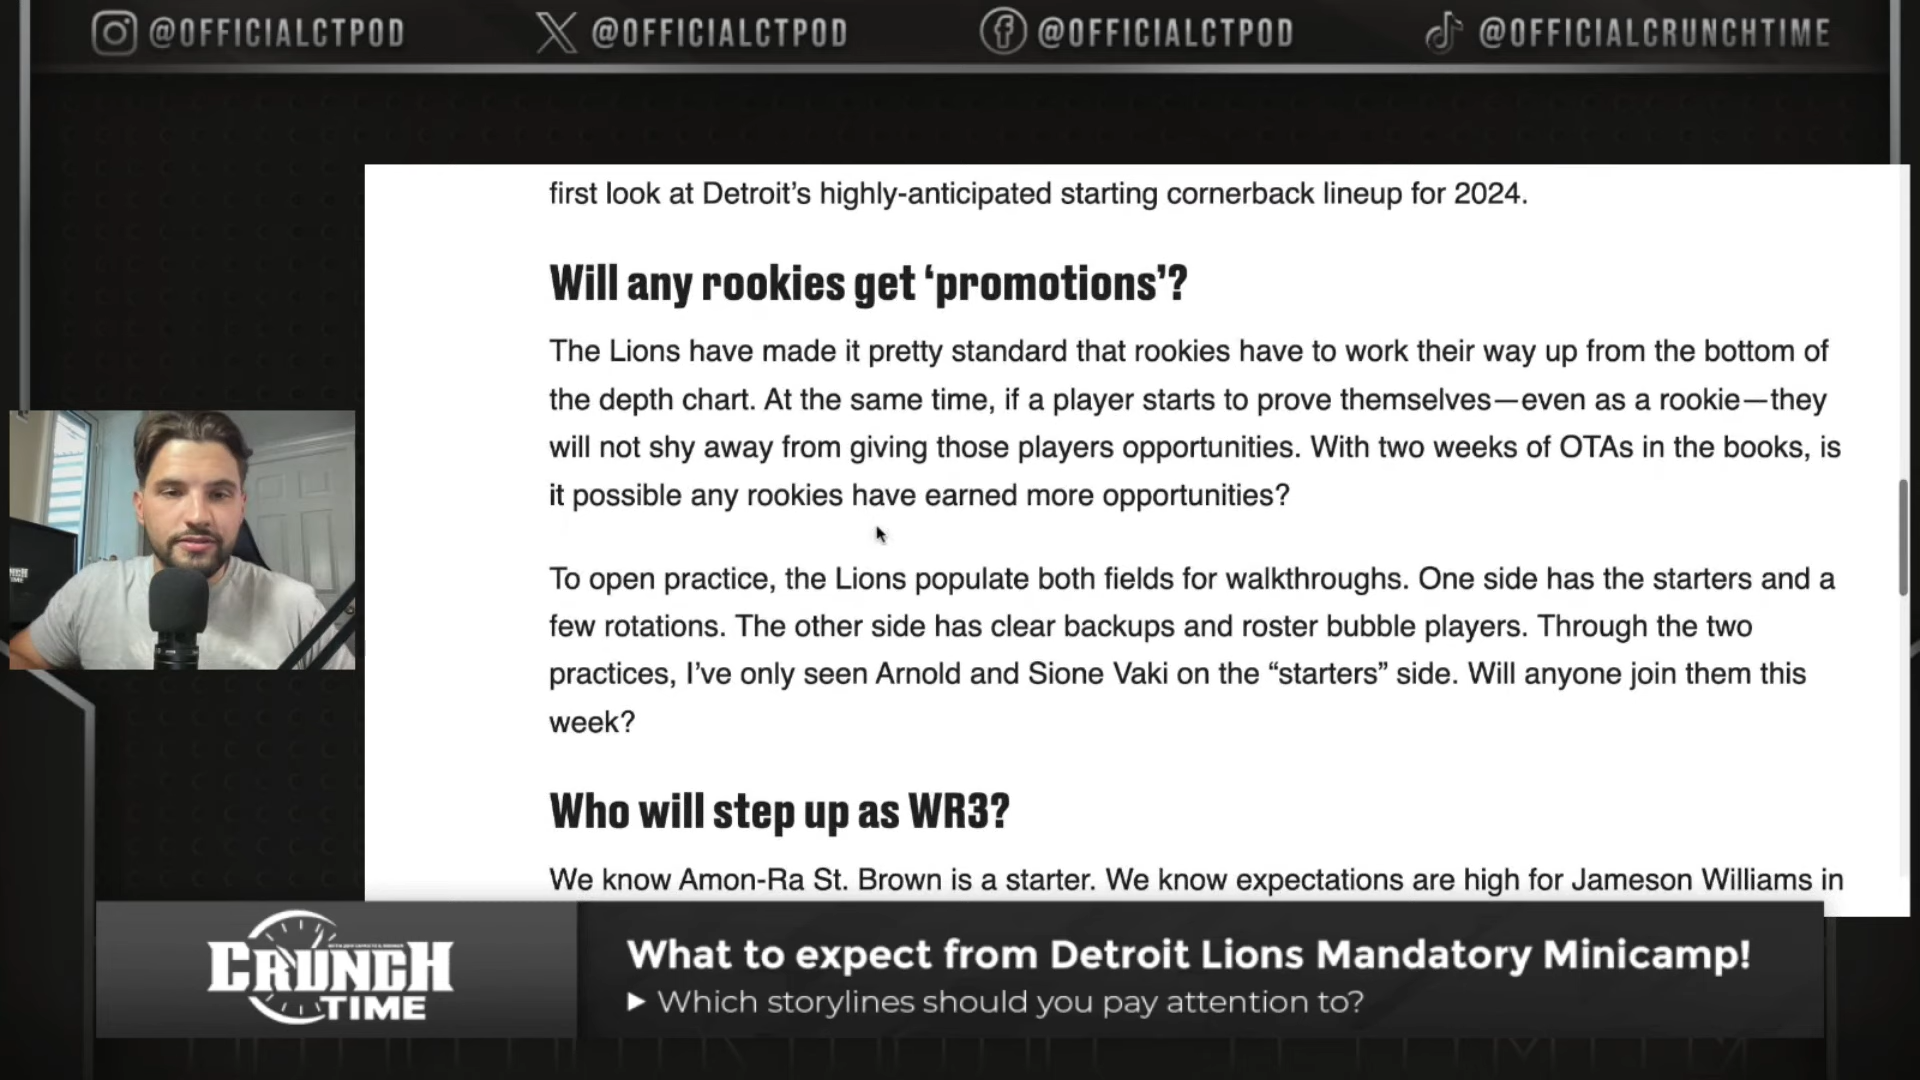 @OFFICIALCTPOD @OFFICIALCTPOD @OFFICIALCTPOD @OFFICIALCRUNCHTIME
first look at Detroit’s highly-anticipated starting cornerback lineup for 2024.
Will any rookies get ‘promotions’?
The Lions have made it pretty standard that rookies have to work their way up from the bottom of
the depth chart. At the same time, if a player starts to prove themselves—even as a rookie—they
will not shy away from giving those players opportunities. With two weeks of OTAs in the books, is
it possible any rookies have earned more opportunities?
To open practice, the Lions populate both fields for walkthroughs. One side has the starters and a
few rotations. The other side has clear backups and roster bubble players. Through the two
practices, I’ve only seen Arnold and Sione Vaki on the “starters” side. Will anyone join them this
week?
Who will step up as WR3?
We know Amon-Ra St. Brown is a starter. We know expectations are high for Jameson Williams in
CRUNCH
TIME
What to expect from Detroit Lions Mandatory Minicamp!
▶ Which storylines should you pay attention to?